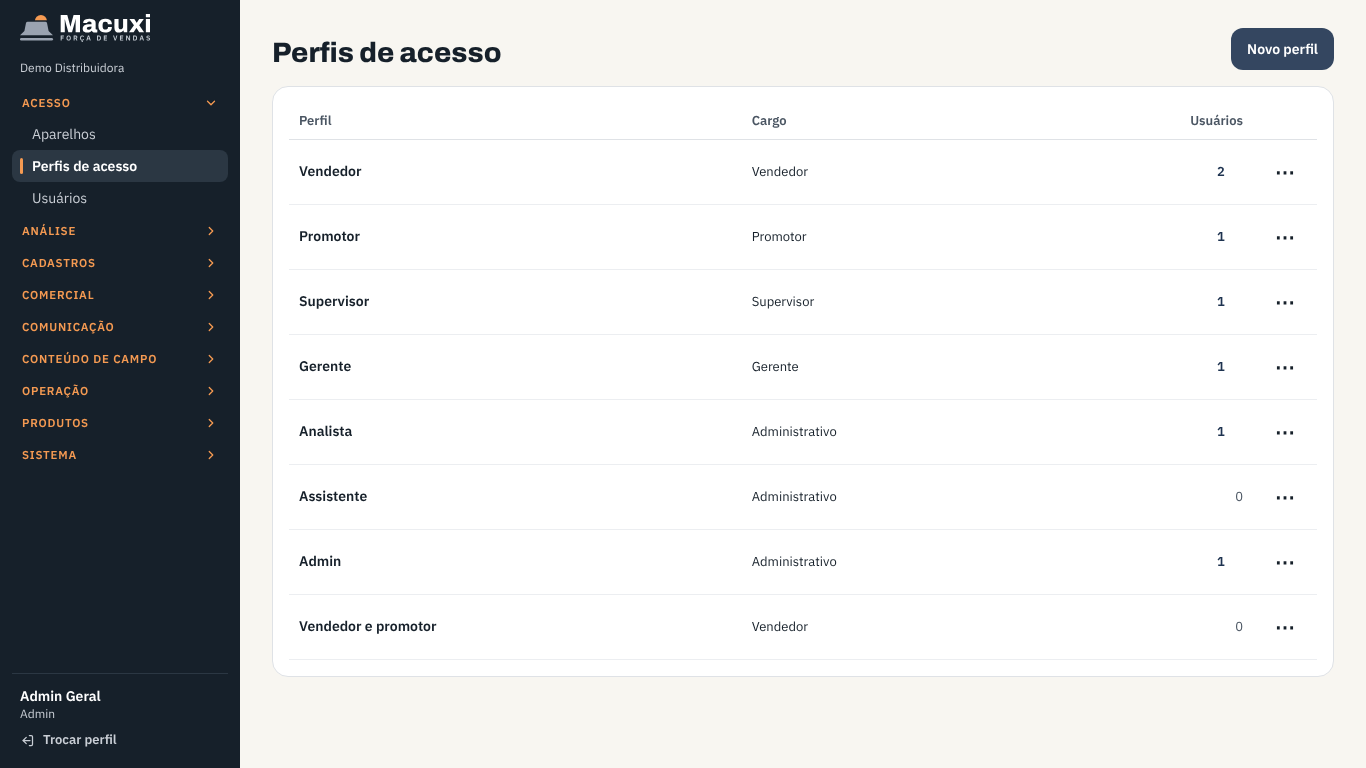 Macuxi
FORÇA DE VENDAS
Demo Distribuidora
ACESSO
Aparelhos
Perfis de acesso
Usuários
ANÁLISE
CADASTROS
COMERCIAL
COMUNICAÇÃO
CONTEÚDO DE CAMPO
OPERAÇÃO
PRODUTOS
SISTEMA
Admin Geral
Admin
Trocar perfil
Perfis de acesso
Novo perfil
Perfil Cargo Usuários
Vendedor Vendedor 2 ...
Promotor Promotor 1 ...
Supervisor Supervisor 1 ...
Gerente Gerente 1 ...
Analista Administrativo 1 ...
Assistente Administrativo 0 ...
Admin Administrativo 1 ...
Vendedor e promotor Vendedor 0 ...